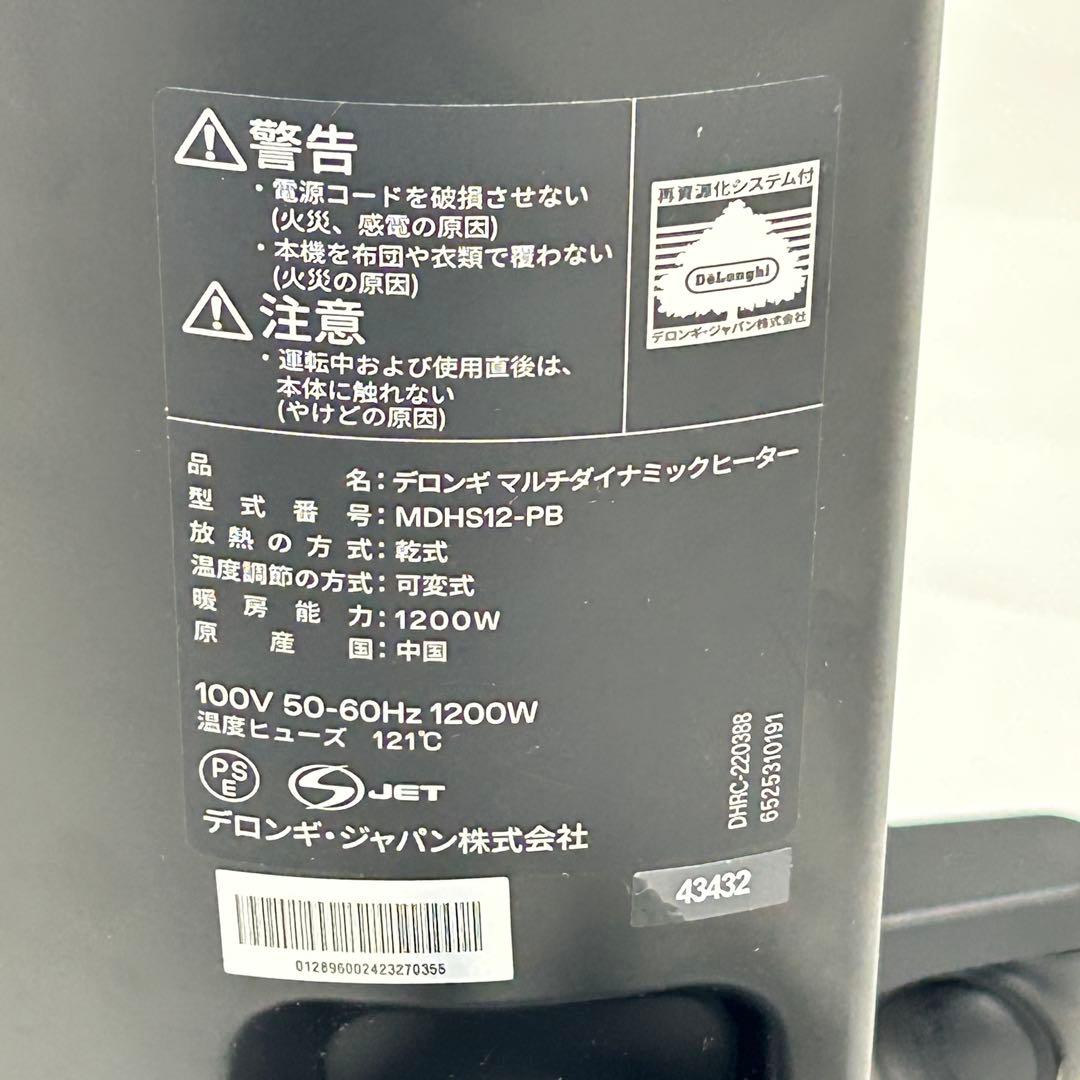 警告
・電源コードを破損させない
(火災、感電の原因)
・本機を布団や衣類で覆わない
(火災の原因)
注意
・運転中および使用直後は、
本体に触れない
(やけどの原因)
再資源化システム付
DēLonghi
デロンギ・ジャパン株式会社
品名：デロンギ マルチダイナミックヒーター
型式番号：MDHS12-PB
放熱の方式：乾式
温度調節の方式：可変式
暖房能力：1200W
原産国：中国
100V 50-60Hz 1200W
温度ヒューズ 121℃
PSE
S JET
デロンギ・ジャパン株式会社
DHRC-220388
6525310191
43432
012896002423270355